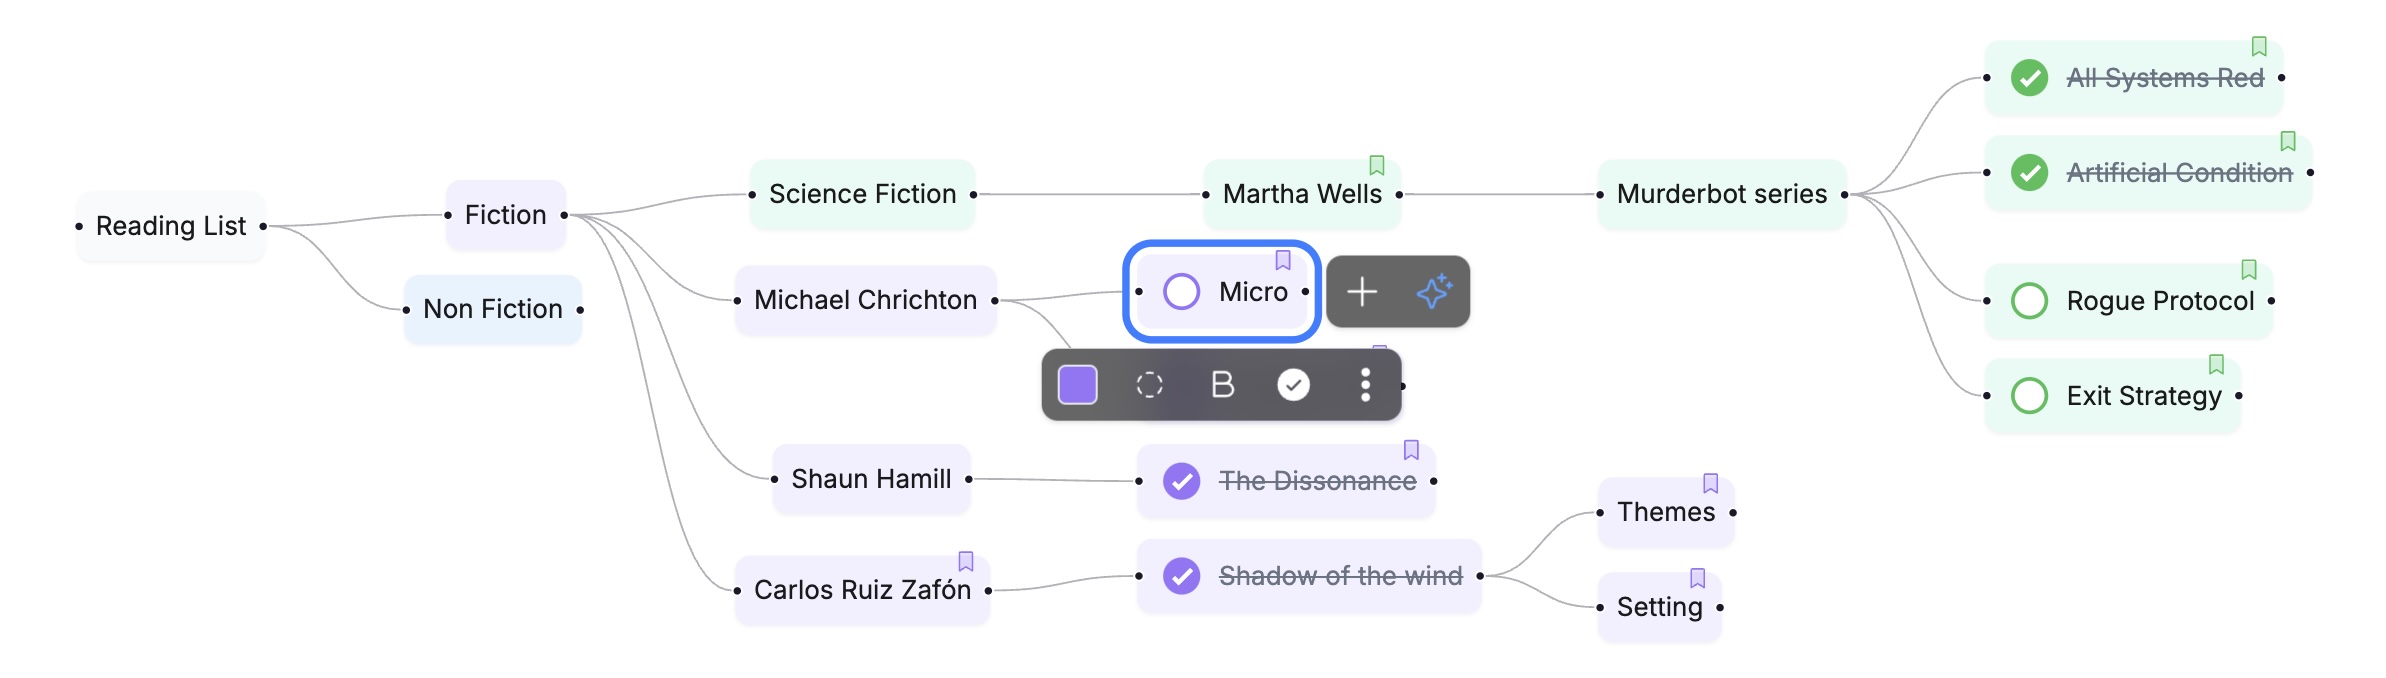 Reading List
Fiction
Non Fiction
Science Fiction
Martha Wells
Murderbot series
All Systems Red
Artificial Condition
Rogue Protocol
Exit Strategy
Michael Chrichton
Micro
B
Shaun Hamill
The Dissonance
Carlos Ruiz Zafón
Shadow of the wind
Themes
Setting